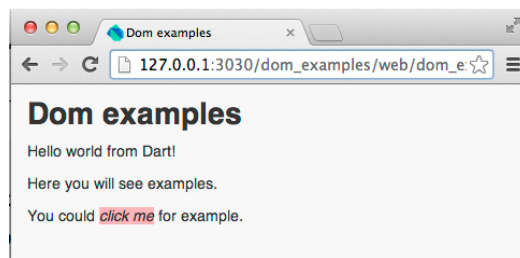 Dom examples
127.0.0.1:3030/dom_examples/web/dom_e
Dom examples
Hello world from Dart!
Here you will see examples.
You could click me for example.